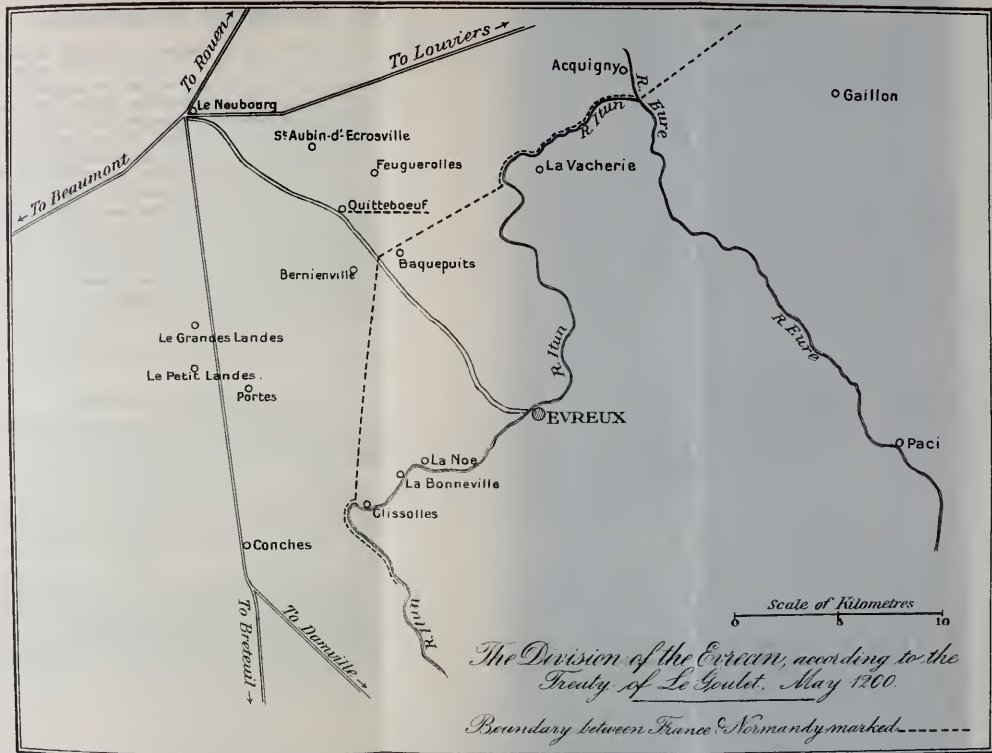 To Rouen →
To Louviers →
Le Neubourg
Acquigny
R. Eure
Gaillon
R Itun
St Aubin-d'-Ecrosville
La Vacherie
Feuguerolles
← To Beaumont
Quitteboeuf
Baquepuits
Bernienville
R Eure
Le Grandes Landes
R Itun
Le Petit Landes.
Portes
EVREUX
Paci
La Noe
La Bonneville
Glissolles
Conches
R Itun
To Breteuil →
To Damville →
Scale of Kilometres
0 5 10
The Division of the Evrecin, according to the
Treaty of Le Goulet. May 1200.
Boundary between France & Normandy marked